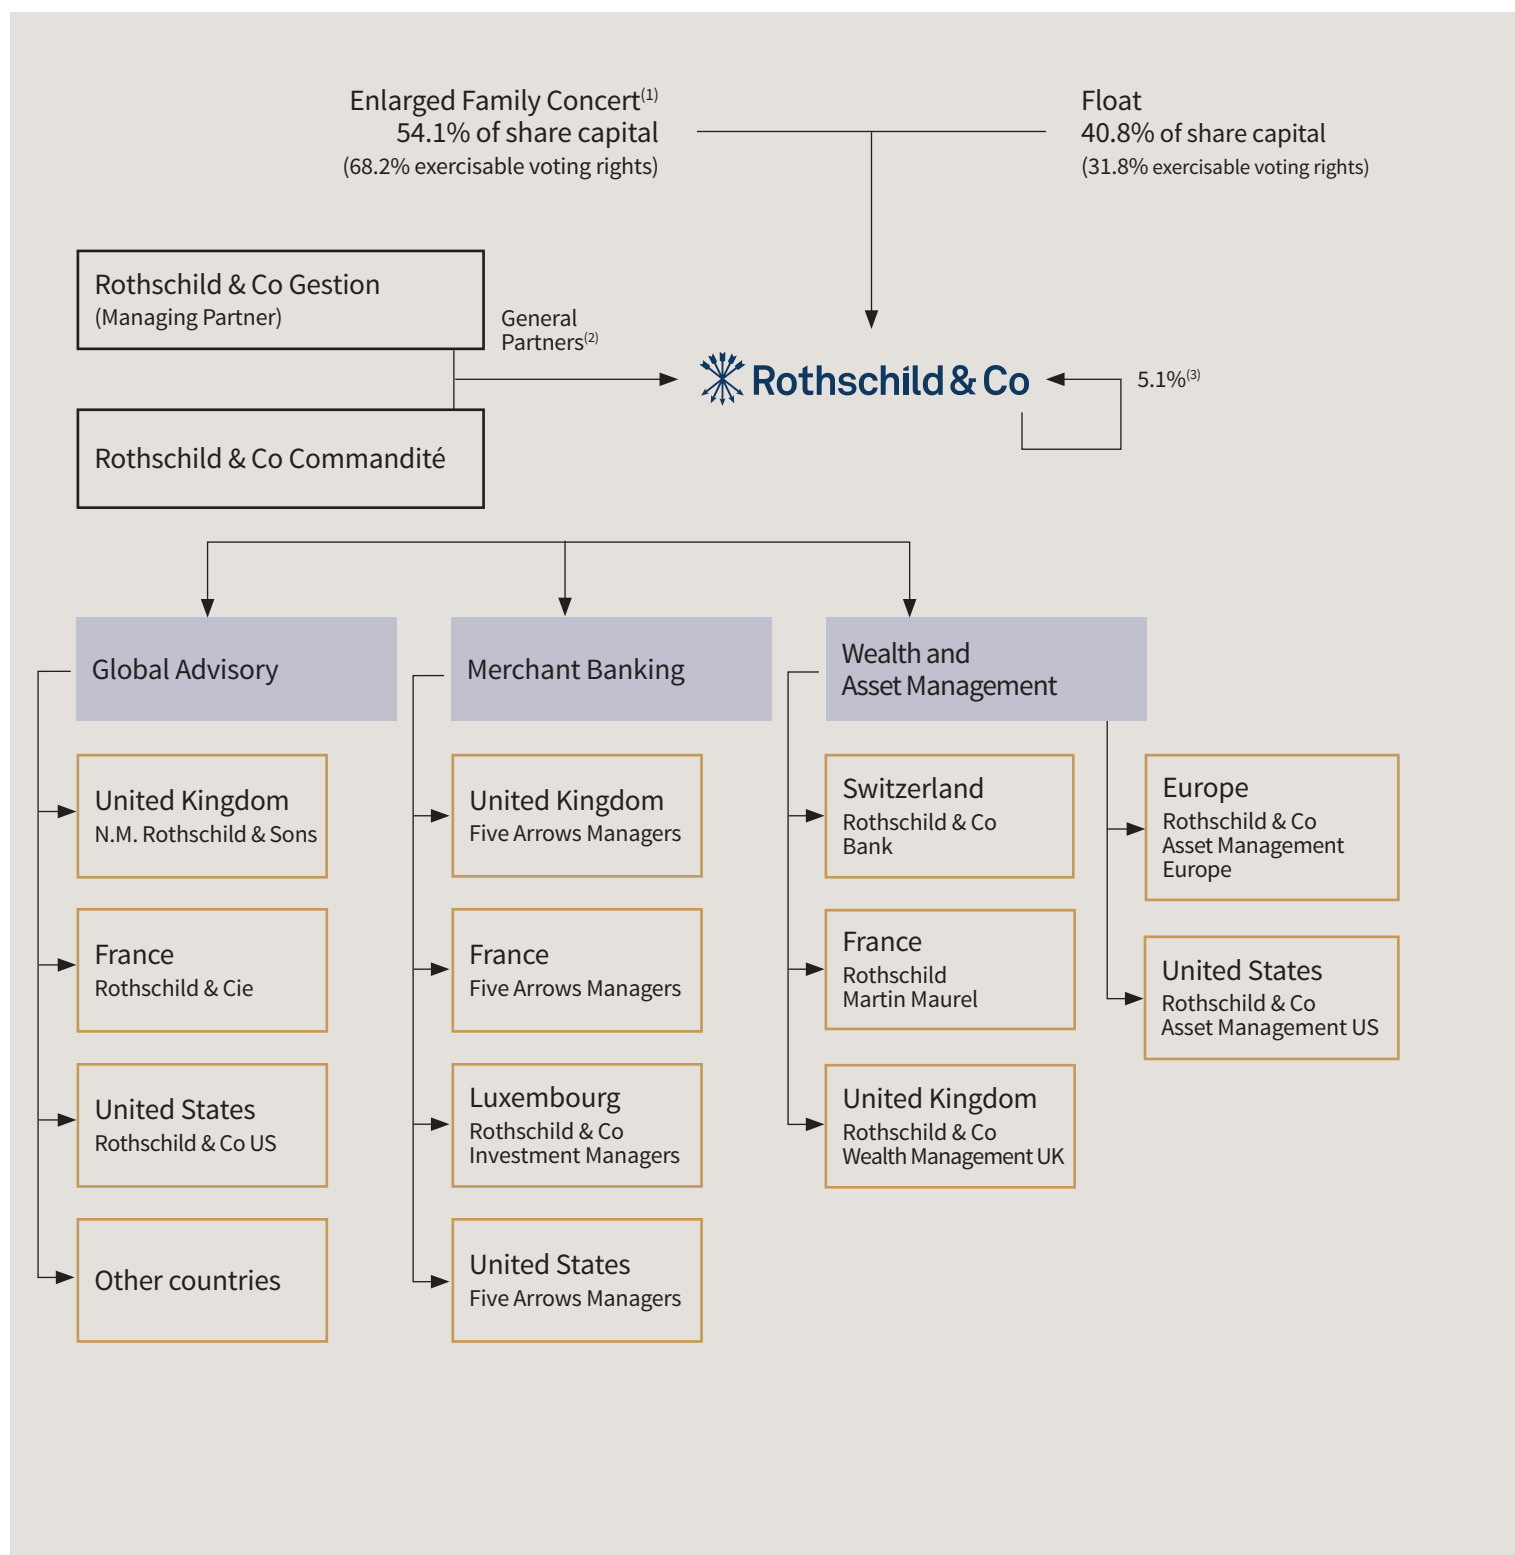 Enlarged Family Concert(1)
54.1% of share capital
(68.2% exercisable voting rights)
Float
40.8% of share capital
(31.8% exercisable voting rights)
Rothschild & Co Gestion
(Managing Partner)
General
Partners(2)
Rothschild & Co
5.1%(3)
Rothschild & Co Commandité
Global Advisory
United Kingdom
N.M. Rothschild & Sons
France
Rothschild & Cie
United States
Rothschild & Co US
Other countries
Merchant Banking
United Kingdom
Five Arrows Managers
France
Five Arrows Managers
Luxembourg
Rothschild & Co
Investment Managers
United States
Five Arrows Managers
Wealth and
Asset Management
Switzerland
Rothschild & Co
Bank
France
Rothschild
Martin Maurel
United Kingdom
Rothschild & Co
Wealth Management UK
Europe
Rothschild & Co
Asset Management
Europe
United States
Rothschild & Co
Asset Management US